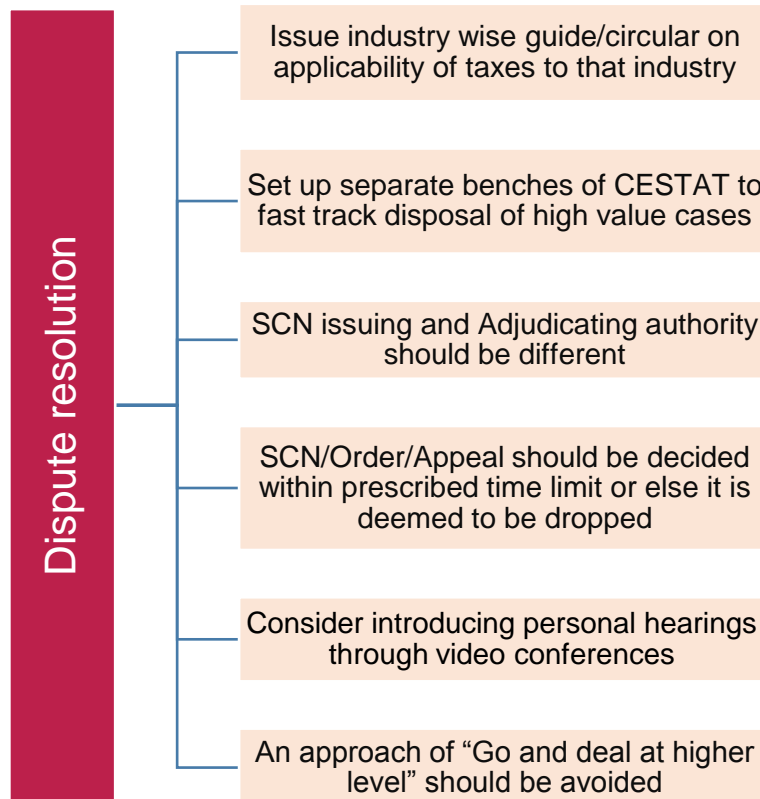 Dispute resolution
Issue industry wise guide/circular on
applicability of taxes to that industry
Set up separate benches of CESTAT to
fast track disposal of high value cases
SCN issuing and Adjudicating authority
should be different
SCN/Order/Appeal should be decided
within prescribed time limit or else it is
deemed to be dropped
Consider introducing personal hearings
through video conferences
An approach of “Go and deal at higher
level” should be avoided